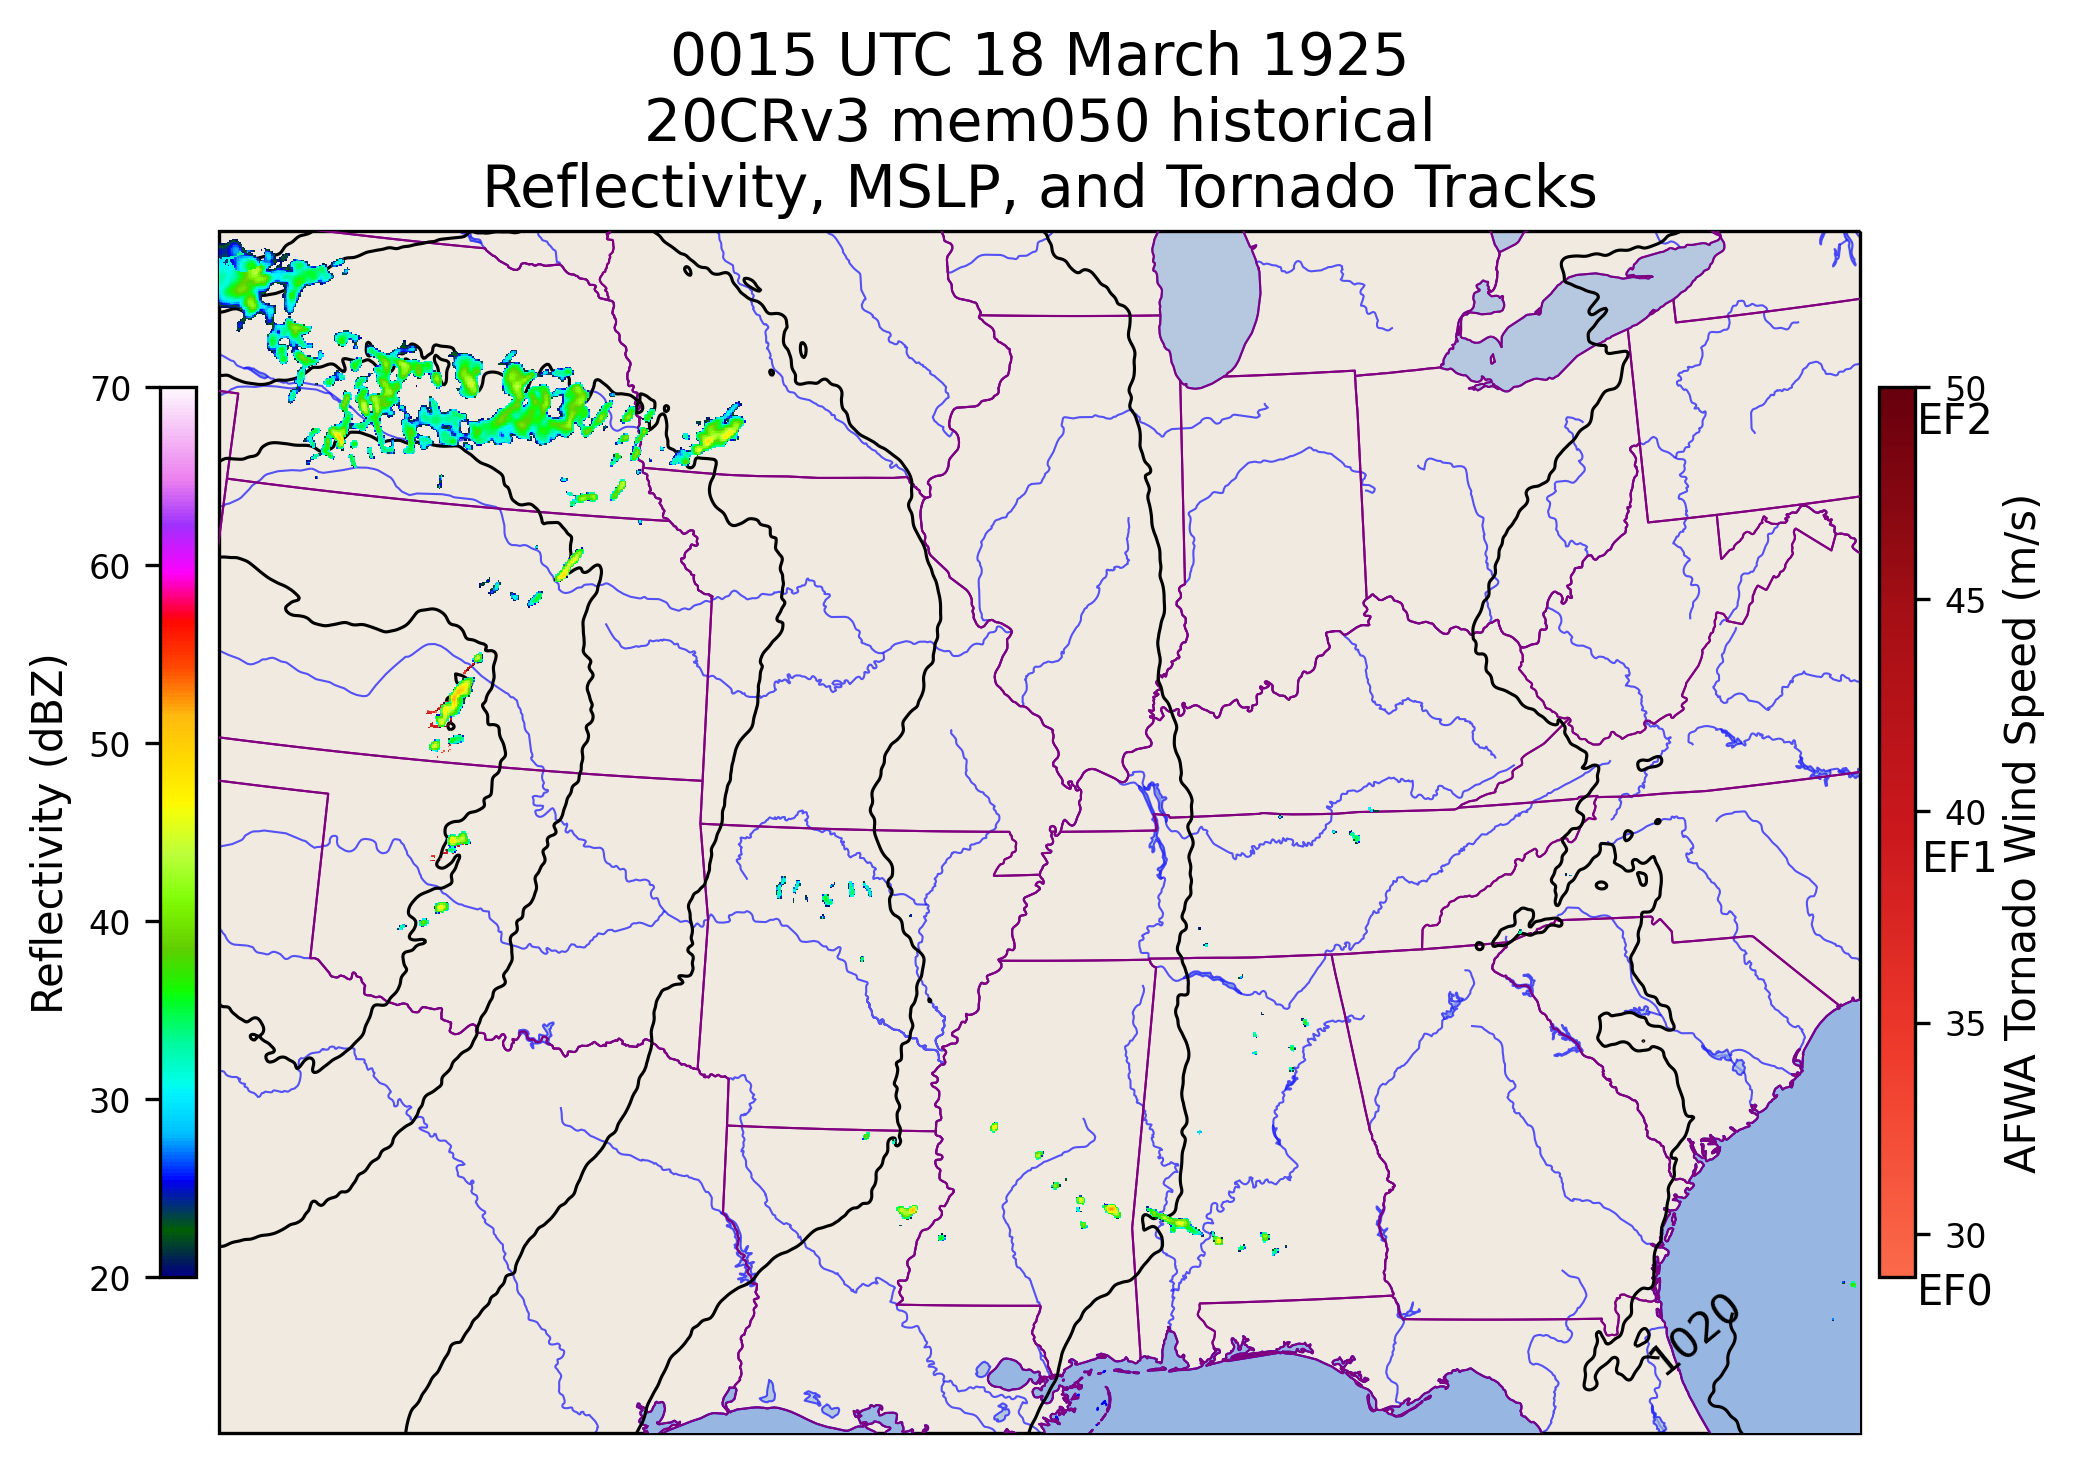 0015 UTC 18 March 1925
20CRv3 mem050 historical
Reflectivity, MSLP, and Tornado Tracks
Reflectivity (dBZ)
70
60
50
40
30
20
1020
50
EF2
45
40
EF1
35
30
EF0
AFWA Tornado Wind Speed (m/s)